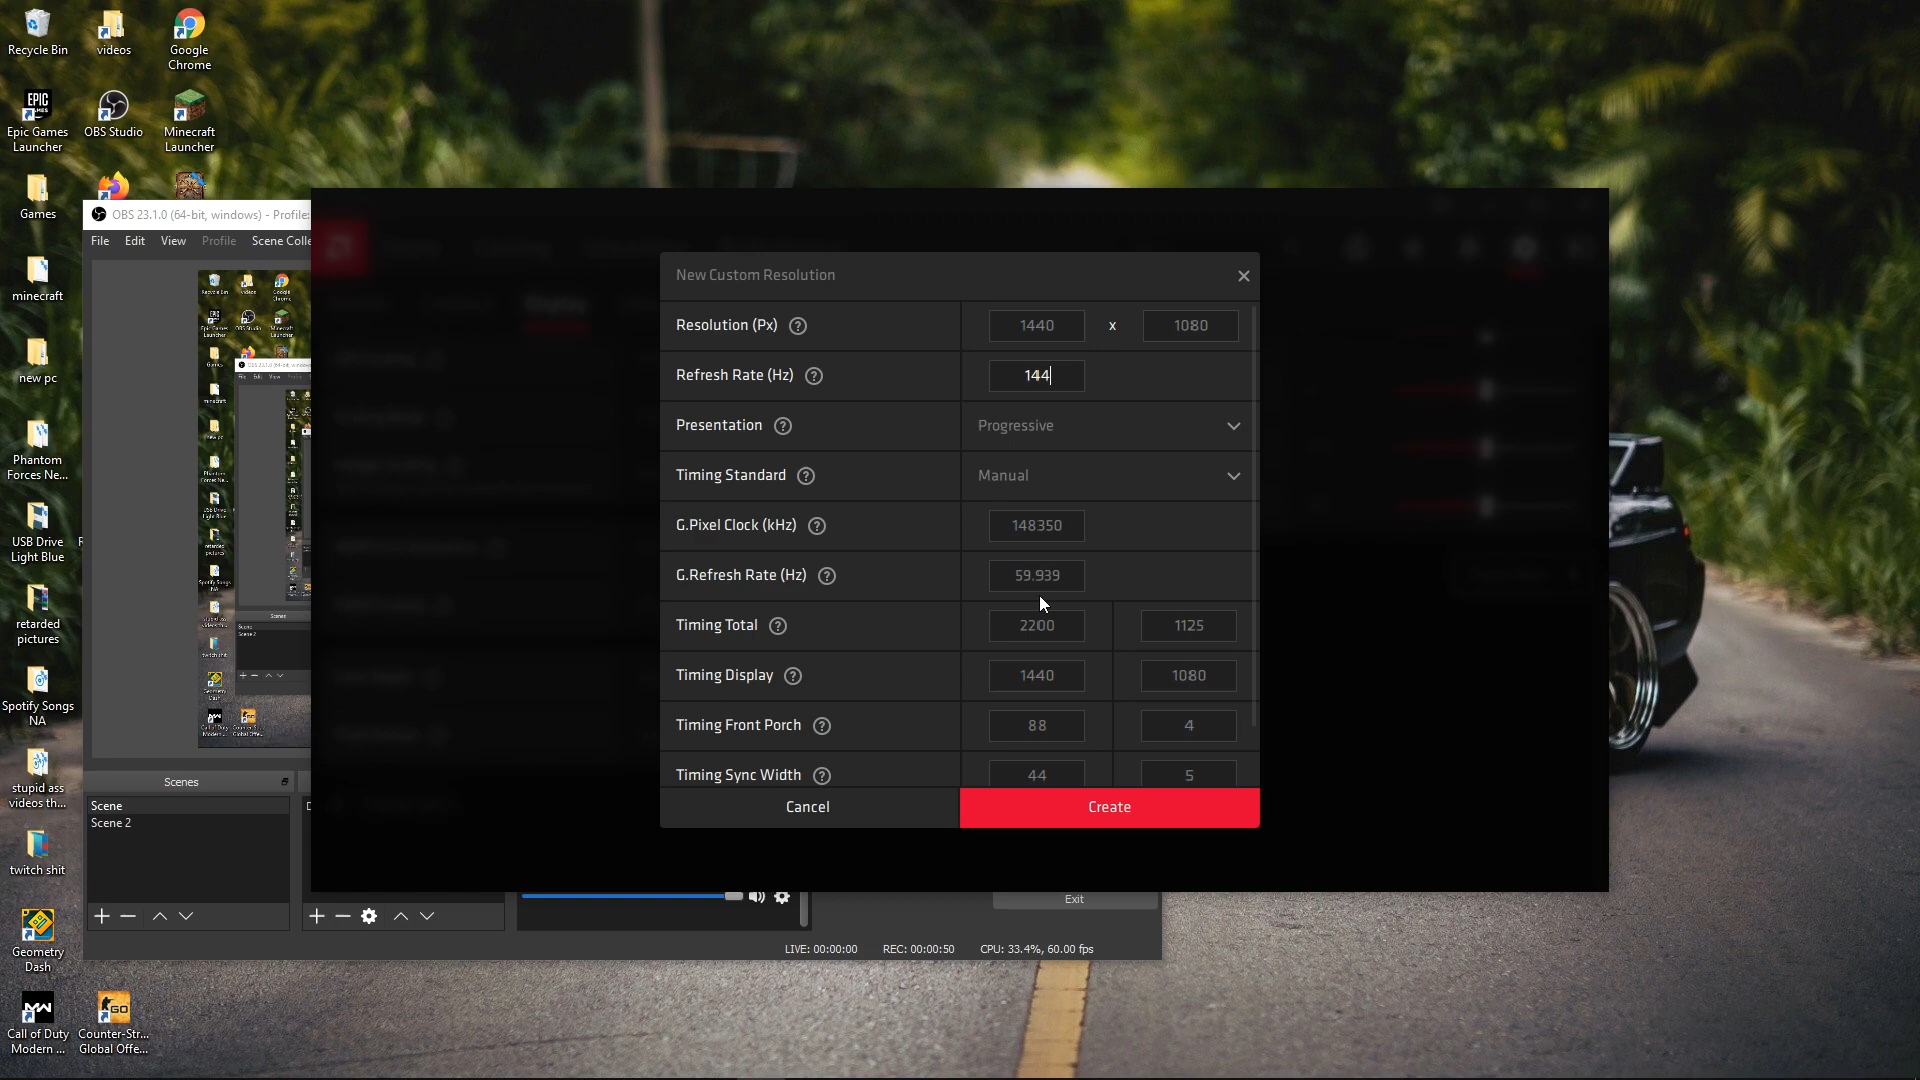 Recycle Bin
videos
Google
Chrome
EPIC
GAMES
Epic Games
Launcher
OBS Studio
Minecraft
Launcher
Games
minecraft
new pc
Phantom
Forces Ne...
USB Drive
Light Blue
retarded
pictures
Spotify Songs
NA
stupid ass
videos th...
twitch shit
Geometry
Dash
MW
Call of Duty
Modern ...
GO
Counter-Str...
Global Offe...
OBS 23.1.0 (64-bit, windows) - Profile:
File Edit View Profile Scene Colle
Scenes
Scene
Scene 2
Display
New Custom Resolution
Resolution (Px) ? 1440 x 1080
Refresh Rate (Hz) ? 144
Presentation ? Progressive
Timing Standard ? Manual
G.Pixel Clock (kHz) ? 148350
G.Refresh Rate (Hz) ? 59.939
Timing Total ? 2200 1125
Timing Display ? 1440 1080
Timing Front Porch ? 88 4
Timing Sync Width ? 44 5
Cancel Create
Exit
LIVE: 00:00:00 REC: 00:00:50 CPU: 33.4%, 60.00 fps